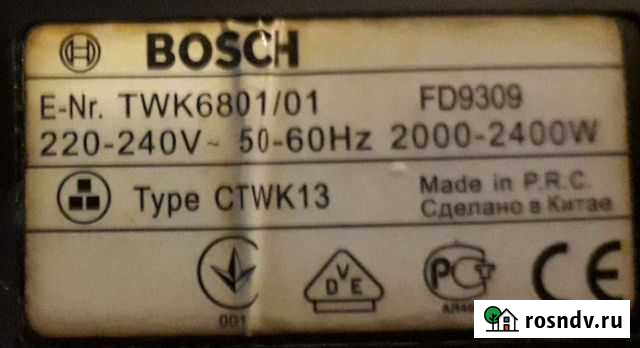 BOSCH
E-Nr. TWK6801/01 FD9309
220-240V~ 50-60Hz 2000-2400W
Type CTWK13
Made in P.R.C.
Сделано в Китае
001
VDE
CE
rosndv.ru